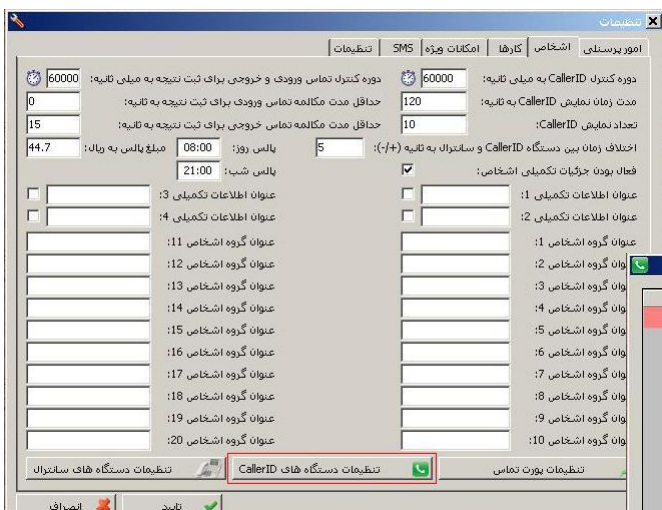 تنظیمات
امور پرسنلی اشخاص کارها امکانات ویژه SMS تنظیمات
دوره کنترل CallerID به میلی ثانیه: 60000 دوره کنترل تماس ورودی و خروجی برای ثبت نتیجه به میلی ثانیه: 60000
مدت زمان نمایش CallerID به ثانیه: 120 حداقل مدت مکالمه تماس ورودی برای ثبت نتیجه به ثانیه: 0
تعداد نمایش CallerID: 10 حداقل مدت مکالمه تماس خروجی برای ثبت نتیجه به ثانیه: 15
اختلاف زمان بین دستگاه CallerID و سانترال به ثانیه (+/-): 5 پالس روز: 08:00 مبلغ پالس به ریال: 44.7
فعال بودن جزئیات تکمیلی اشخاص: پالس شب: 21:00
عنوان اطلاعات تکمیلی 1: عنوان اطلاعات تکمیلی 3:
عنوان اطلاعات تکمیلی 2: عنوان اطلاعات تکمیلی 4:
عنوان گروه اشخاص 1: عنوان گروه اشخاص 11:
وان گروه اشخاص 2: عنوان گروه اشخاص 12:
وان گروه اشخاص 3: عنوان گروه اشخاص 13:
وان گروه اشخاص 4: عنوان گروه اشخاص 14:
وان گروه اشخاص 5: عنوان گروه اشخاص 15:
وان گروه اشخاص 6: عنوان گروه اشخاص 16:
وان گروه اشخاص 7: عنوان گروه اشخاص 17:
وان گروه اشخاص 8: عنوان گروه اشخاص 18:
وان گروه اشخاص 9: عنوان گروه اشخاص 19:
وان گروه اشخاص 10: عنوان گروه اشخاص 20:
تنظیمات پورت تماس تنظیمات دستگاه های CallerID تنظیمات دستگاه های سانترال
تایید انصراف